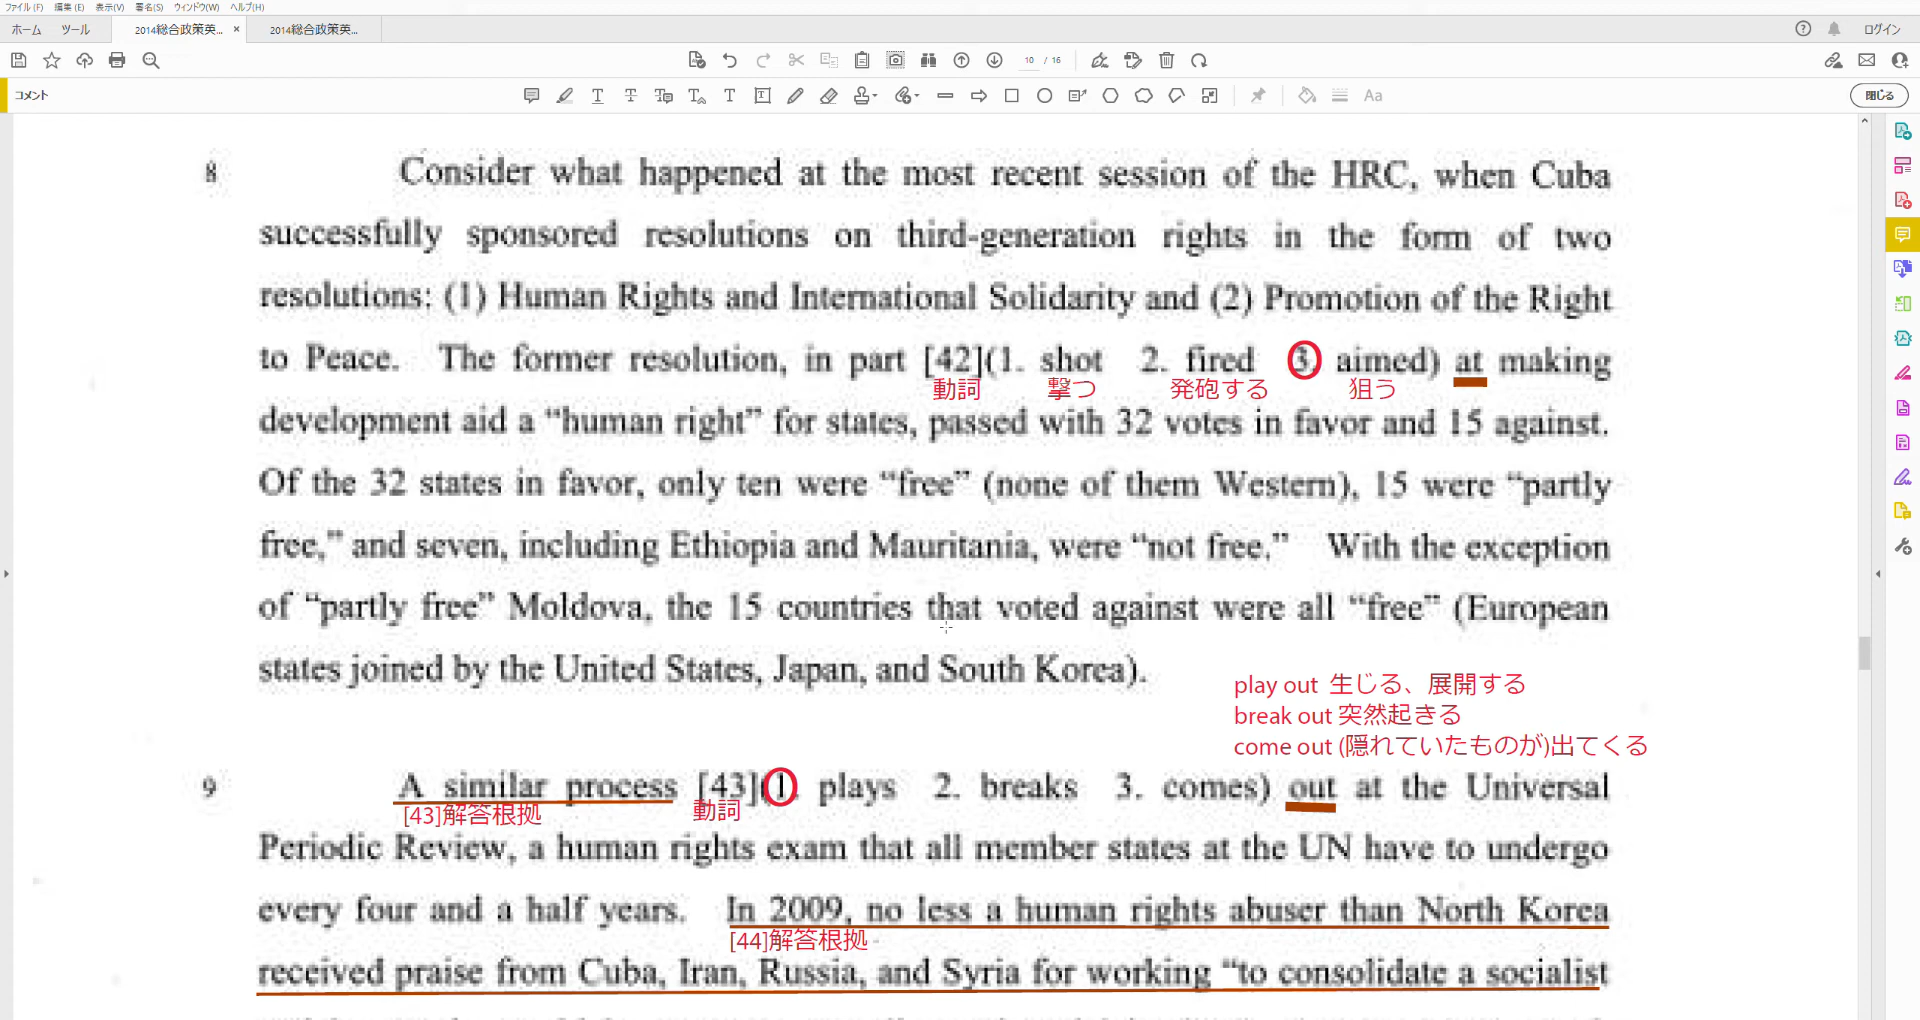 ファイル(F) 編集(E) 表示(V) 署名(S) ウィンドウ(W) ヘルプ(H)
ホーム ツール 2014総合政策英... × 2014総合政策英... ログイン
10 / 16
コメント Aa 閉じる
8 Consider what happened at the most recent session of the HRC, when Cuba
successfully sponsored resolutions on third-generation rights in the form of two
resolutions: (1) Human Rights and International Solidarity and (2) Promotion of the Right
to Peace. The former resolution, in part [42](1. shot 2. fired 3. aimed) at making
動詞 撃つ 発砲する 狙う
development aid a “human right” for states, passed with 32 votes in favor and 15 against.
Of the 32 states in favor, only ten were “free” (none of them Western), 15 were “partly
free,” and seven, including Ethiopia and Mauritania, were “not free.” With the exception
of “partly free” Moldova, the 15 countries that voted against were all “free” (European
states joined by the United States, Japan, and South Korea).
play out 生じる、展開する
break out 突然起きる
come out (隠れていたものが)出てくる
9 A similar process [43](1. plays 2. breaks 3. comes) out at the Universal
[43]解答根拠 動詞
Periodic Review, a human rights exam that all member states at the UN have to undergo
every four and a half years. In 2009, no less a human rights abuser than North Korea
[44]解答根拠
received praise from Cuba, Iran, Russia, and Syria for working “to consolidate a socialist